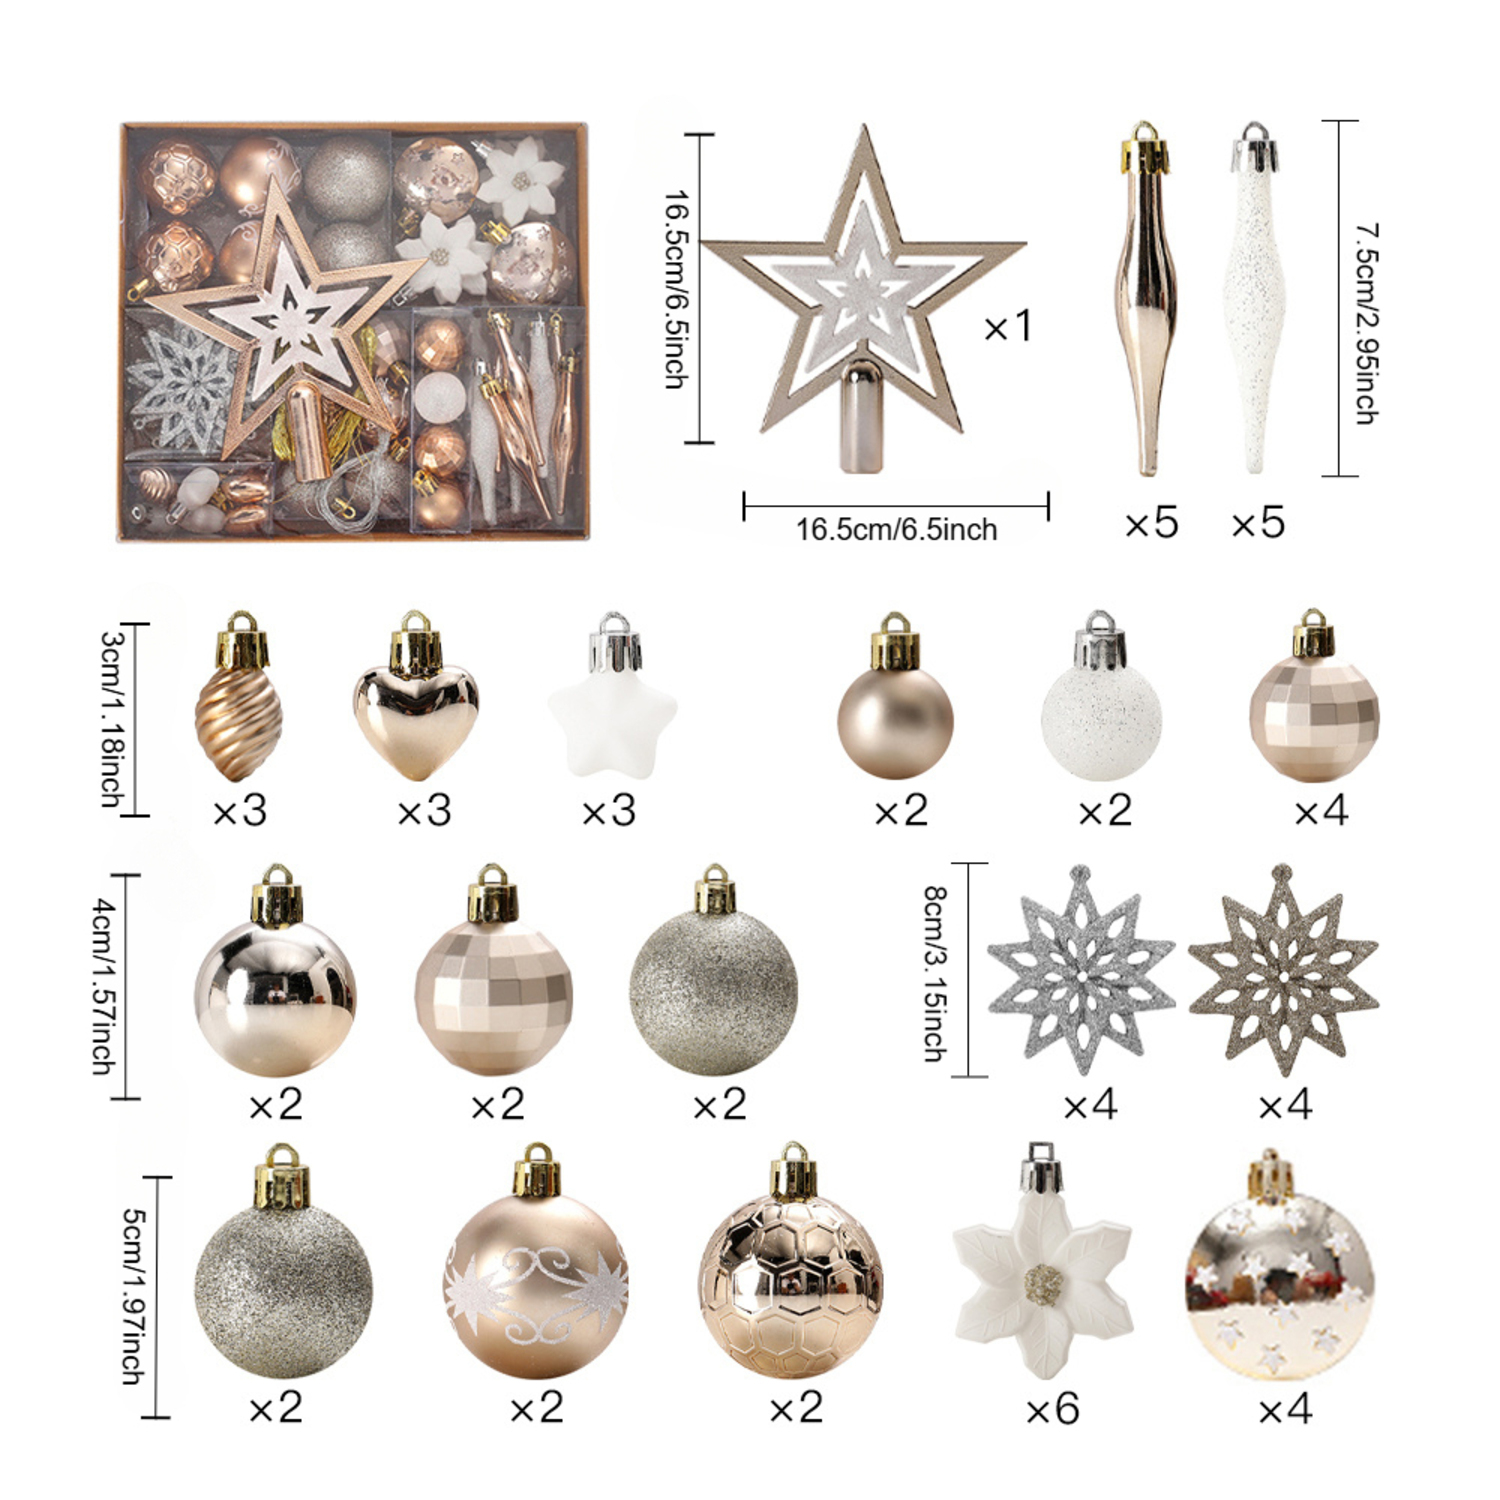 16.5cm/6.5inch
×1
16.5cm/6.5inch
×5
×5
7.5cm/2.95inch
3cm/1.18inch
×3
×3
×3
×2
×2
×4
4cm/1.57inch
×2
×2
×2
8cm/3.15inch
×4
×4
5cm/1.97inch
×2
×2
×2
×6
×4